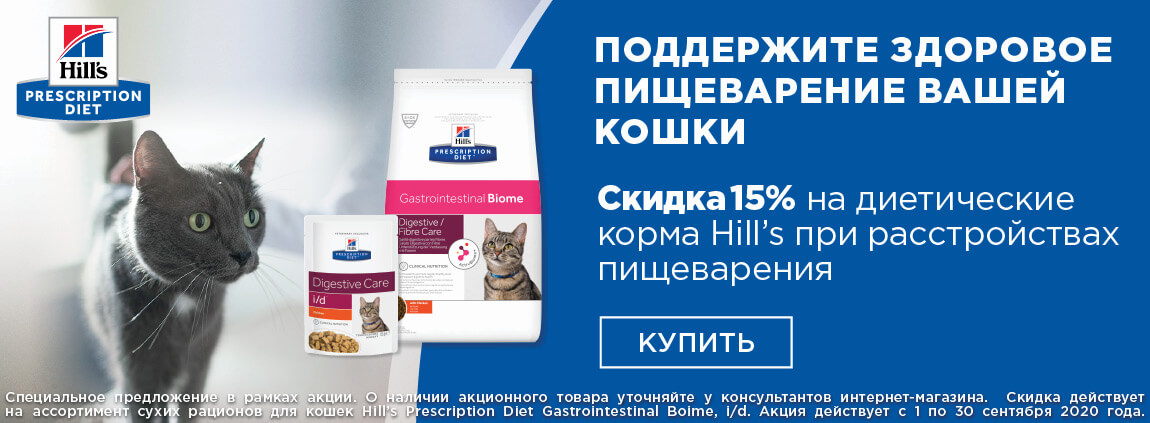 Hill's
PRESCRIPTION
DIET
ПОДДЕРЖИТЕ ЗДОРОВОЕ
ПИЩЕВАРЕНИЕ ВАШЕЙ
КОШКИ
Скидка 15% на диетические
корма Hill's при расстройствах
пищеварения
КУПИТЬ
Hill's
PRESCRIPTION
DIET
Gastrointestinal Biome
Digestive /
Fibre Care
CLINICAL NUTRITION
Hill's
PRESCRIPTION
DIET
Digestive Care
i/d
Специальное предложение в рамках акции. О наличии акционного товара уточняйте у консультантов интернет-магазина. Скидка действует
на ассортимент сухих рационов для кошек Hill's Prescription Diet Gastrointestinal Boime, i/d. Акция действует с 1 по 30 сентября 2020 года.